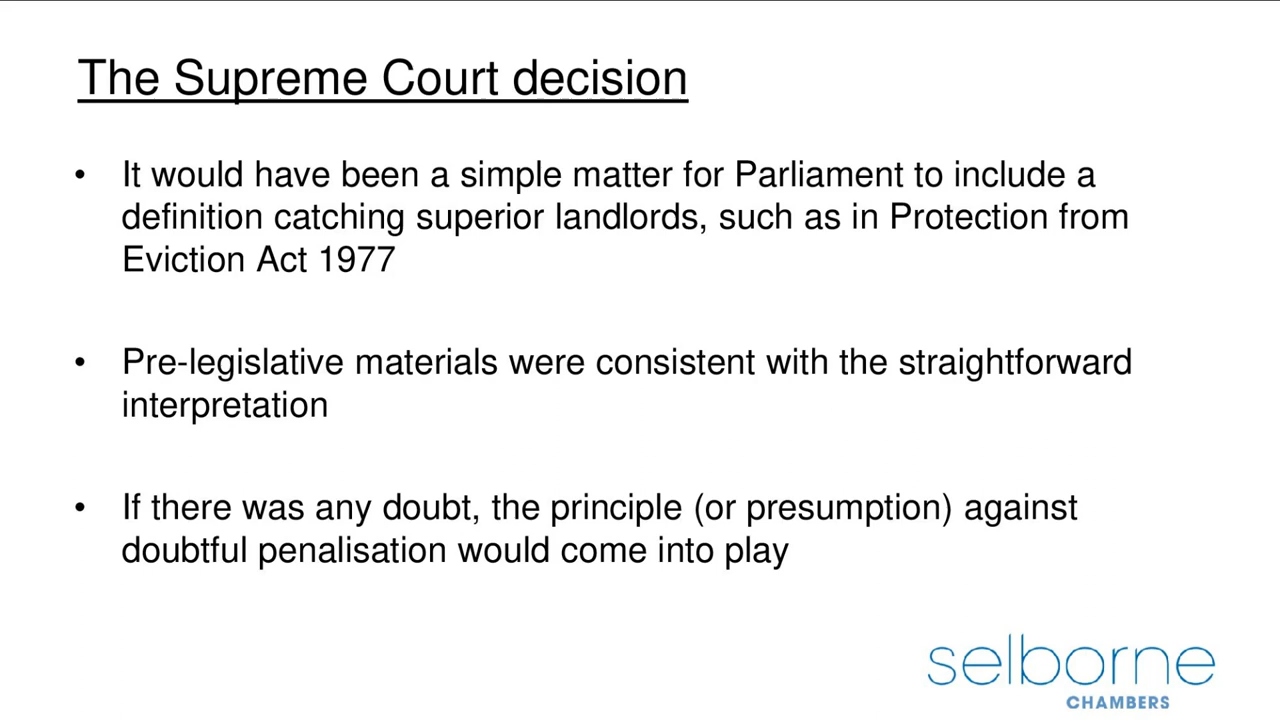 The Supreme Court decision
• It would have been a simple matter for Parliament to include a
definition catching superior landlords, such as in Protection from
Eviction Act 1977
• Pre-legislative materials were consistent with the straightforward
interpretation
• If there was any doubt, the principle (or presumption) against
doubtful penalisation would come into play
selborne
CHAMBERS